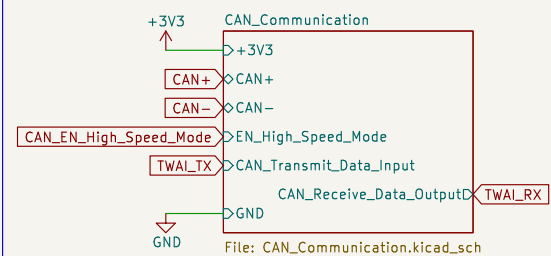 +3V3
CAN_Communication
+3V3
CAN+ CAN+
CAN- CAN-
CAN_EN_High_Speed_Mode EN_High_Speed_Mode
TWAI_TX CAN_Transmit_Data_Input
CAN_Receive_Data_Output TWAI_RX
GND
GND
File: CAN_Communication.kicad_sch